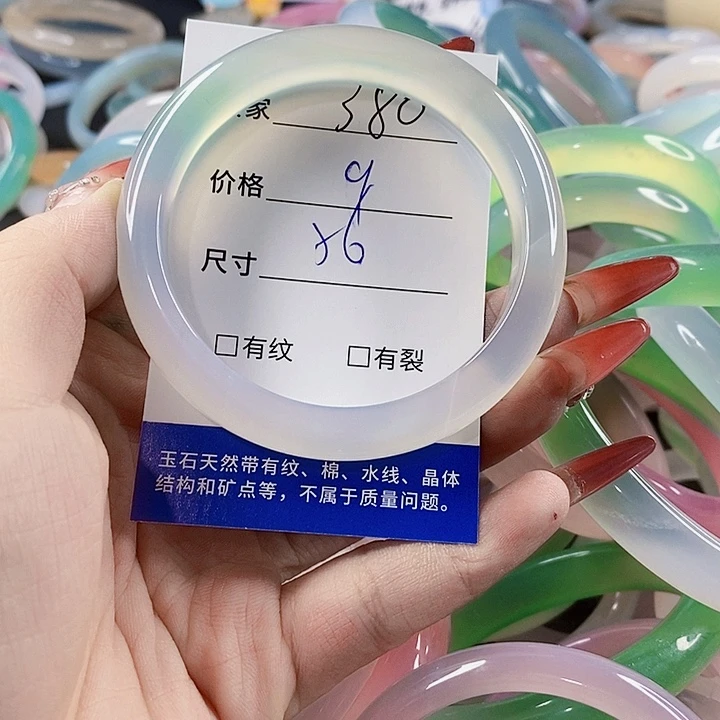 家 380
价格 9
尺寸 56
□有纹 □有裂
玉石天然带有纹、棉、水线、晶体
结构和矿点等，不属于质量问题。